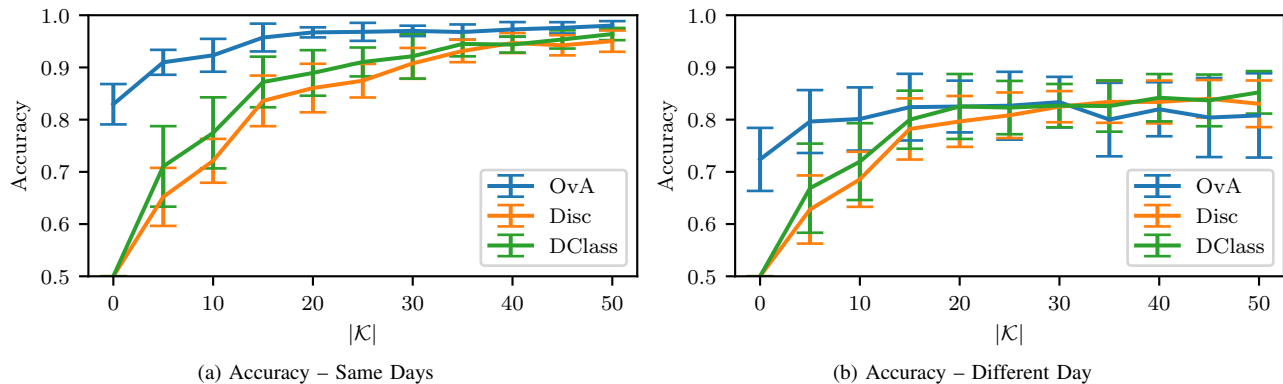 1.0
0.9
0.8
0.7
0.6
0.5
Accuracy
0 10 20 30 40 50
|𝒦|
OvA
Disc
DClass
(a) Accuracy – Same Days
1.0
0.9
0.8
0.7
0.6
0.5
Accuracy
0 10 20 30 40 50
|𝒦|
OvA
Disc
DClass
(b) Accuracy – Different Day